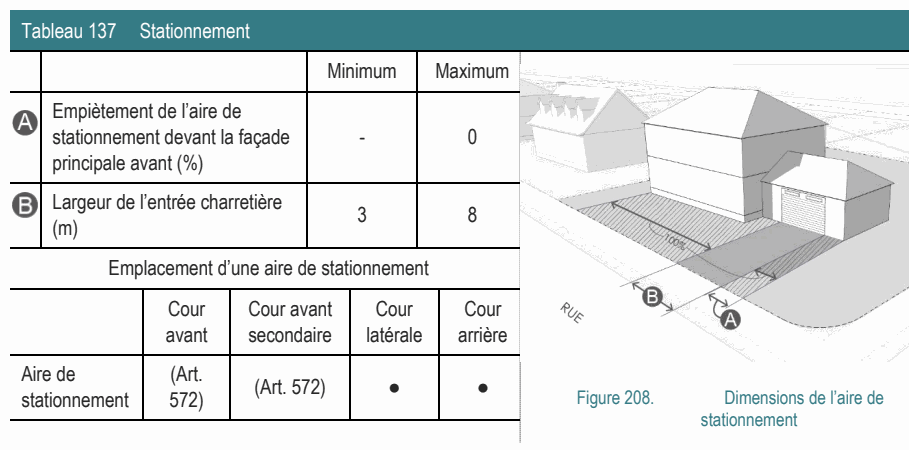 Tableau 137 Stationnement
Minimum Maximum
A Empiètement de l'aire de
stationnement devant la façade
principale avant (%)
- 0
B Largeur de l'entrée charretière
(m)
3 8
Emplacement d'une aire de stationnement
Cour
avant
Cour avant
secondaire
Cour
latérale
Cour
arrière
Aire de
stationnement
(Art.
572)
(Art. 572)
● ●
100%
B
A
RUE
Figure 208. Dimensions de l'aire de
stationnement